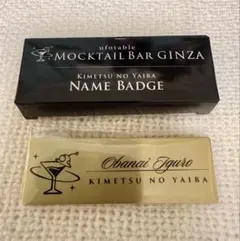 ufotable
MOCKTAIL BAR GINZA
KIMETSU NO YAIBA
NAME BADGE
Obanai Iguro
KIMETSU NO YAIBA